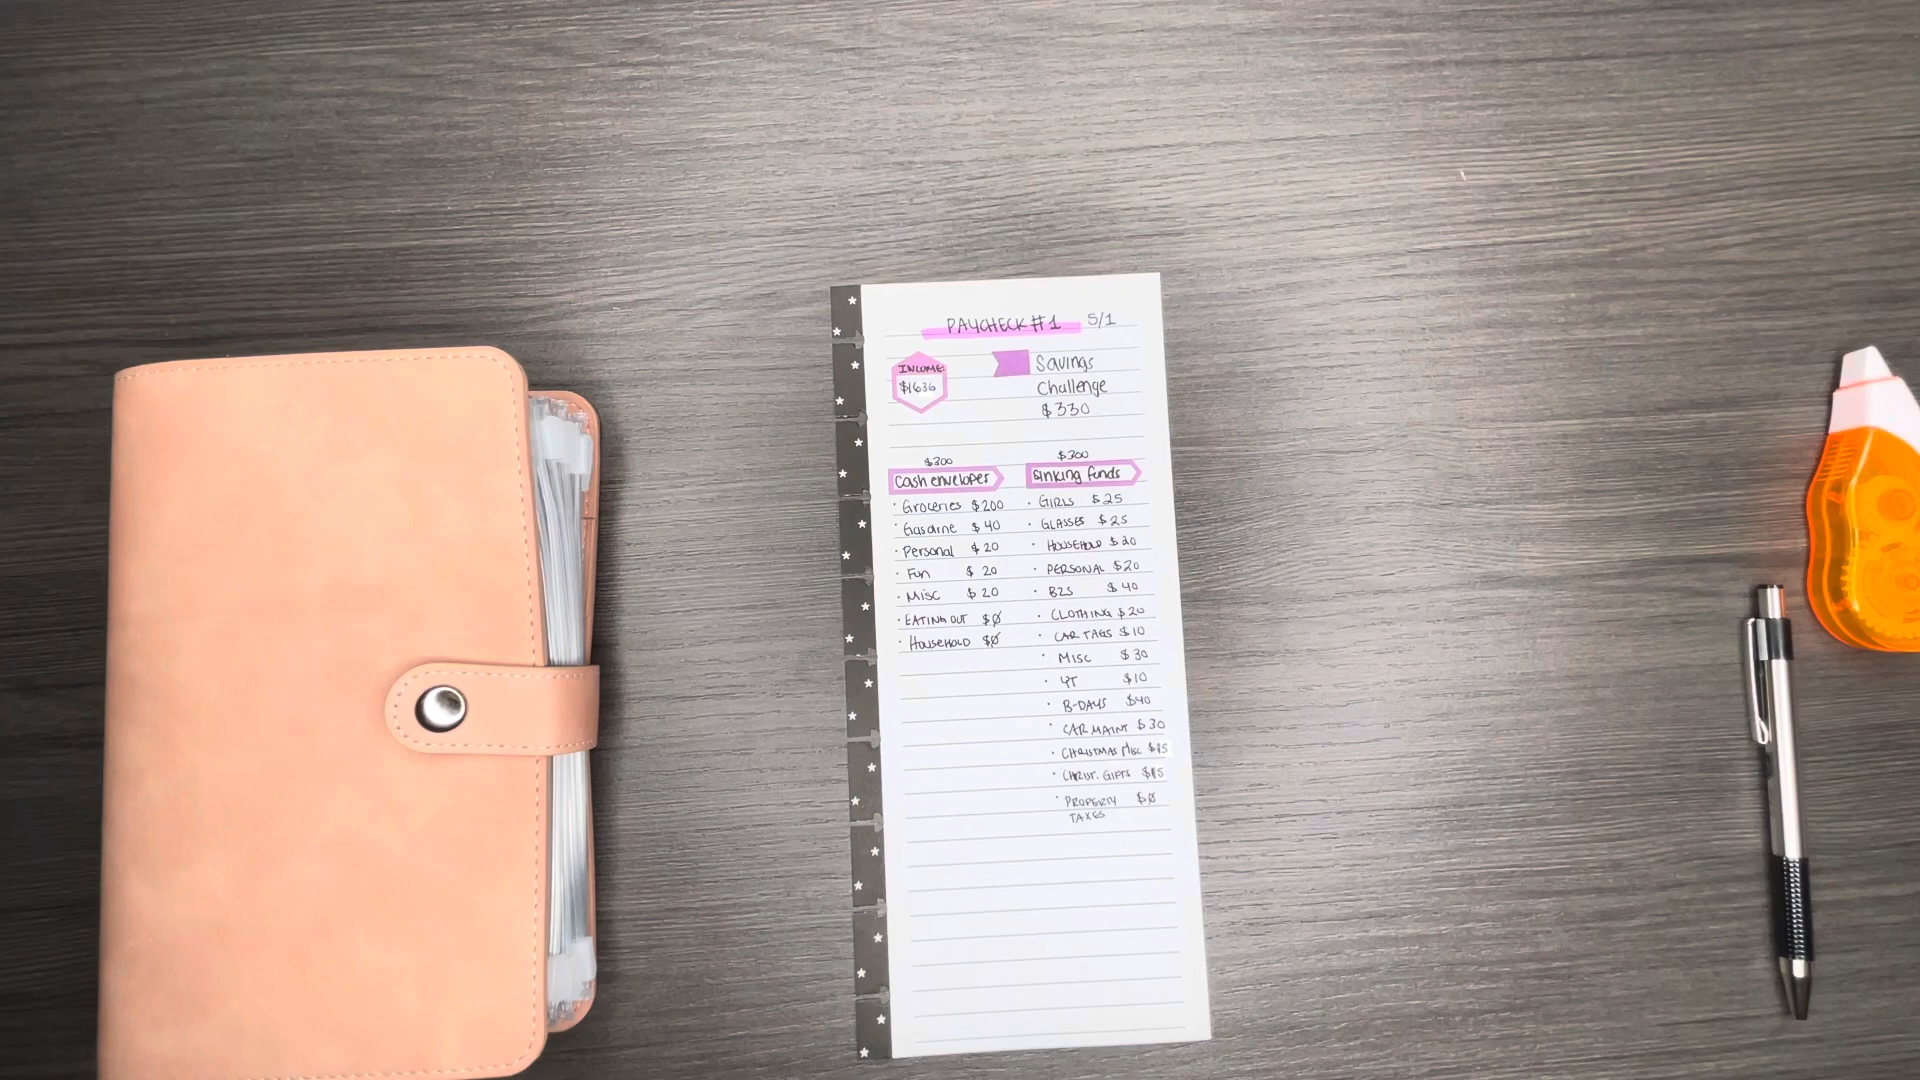 PAYCHECK #1 5/1
INCOME:
$1636
Savings
Challenge
$330
$300
Cash envelopes
· Groceries $200
· Gasoline $40
· Personal $20
· Fun $20
· Misc $20
· EATING OUT $0
· Household $0
$300
Sinking funds
· GIRLS $25
· GLASSES $25
· HOUSEHOLD $20
· PERSONAL $20
· B2S $40
· CLOTHING $20
· CAR TAGS $10
· Misc $30
· YT $10
· B-DAYS $40
· CAR MAINT $30
· CHRISTMAS Misc $15
· CHRIST. GIFTS $15
· PROPERTY $0
TAXES